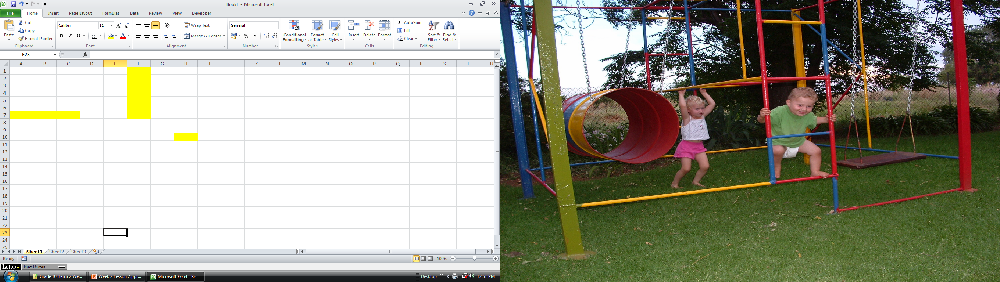 Book1 - Microsoft Excel
File Home Insert Page Layout Formulas Data Review View Developer
Cut
Copy
Format Painter
Paste
Clipboard
Calibri 11
B I U
Font
Wrap Text
Merge & Center
Alignment
General
% ,
Number
Conditional Formatting
Format as Table
Cell Styles
Styles
Insert Delete Format
Cells
Σ AutoSum
Fill
Clear
Sort & Filter
Find & Select
Editing
E23 fx
A B C D E F G H I J K L M N O P Q R S T U
1
2
3
4
5
6
7
8
9
10
11
12
13
14
15
16
17
18
19
20
21
22
23
24
25
Sheet1 Sheet2 Sheet3
Ready 100%
Lotus New Drawer
Grade 10 Term 2 We... Week 2 Lesson 2.ppt... Microsoft Excel - Bo... Desktop 12:51 PM